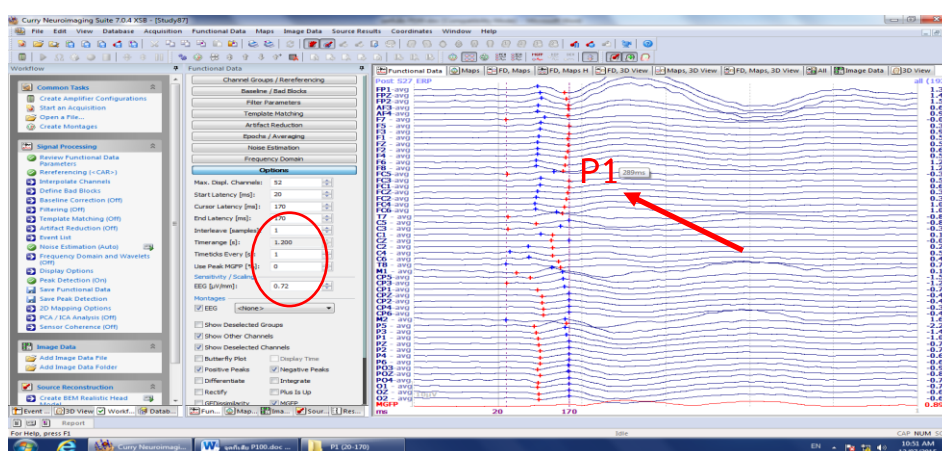 Curry Neuroimaging Suite 7.0.4 XSB - [Study87]
File Edit View Database Acquisition Functional Data Maps Image Data Source Results Coordinates Window Help
Workflow
Common Tasks
Create Amplifier Configurations
Start an Acquisition
Open a File...
Create Montages
Signal Processing
Review Functional Data
Parameters
Rereferencing (<CAR>)
Interpolate Channels
Define Bad Blocks
Baseline Correction (Off)
Filtering (Off)
Template Matching (Off)
Artifact Reduction (Off)
Event List
Noise Estimation (Auto)
Frequency Domain and Wavelets
(Off)
Display Options
Peak Detection (On)
Save Functional Data
Save Peak Detection
2D Mapping Options
PCA / ICA Analysis (Off)
Sensor Coherence (Off)
Image Data
Add Image Data File
Add Image Data Folder
Source Reconstruction
Create BEM Realistic Head
Model
Event ... 3D View Workf... Datab...
Functional Data
Channel Groups / Rereferencing
Baseline / Bad Blocks
Filter Parameters
Template Matching
Artifact Reduction
Epochs / Averaging
Noise Estimation
Frequency Domain
Options
Max. Displ. Channels: 52
Start Latency [ms]: 20
Cursor Latency [ms]: 170
End Latency [ms]: 170
Interleave [samples]: 1
Timerange [s]: 1.200
Timeticks Every [s]: 1
Use Peak MGFP [%]: 0
Sensitivity / Scaling
EEG [µV/mm]: 0.72
Montages
EEG <None>
Show Deselected Groups
Show Other Channels
Show Deselected Channels
Butterfly Plot Display Time
Positive Peaks Negative Peaks
Differentiate Integrate
Rectify Plus Is Up
GFDissimilarity MGFP
Fun... Map... Ima... Sour... Res...
Functional Data Maps FD, Maps FD, Maps H FD, 3D View Maps, 3D View FD, Maps, 3D View All Image Data 3D View
Post S27 ERP
FP1-avg
FPZ-avg
FP2-avg
AF3-avg
AF4-avg
F7 - avg
F5 - avg
F3 - avg
F1 - avg
FZ - avg
F2 - avg
F4 - avg
F6 - avg
F8 - avg
FC5-avg
FC3-avg
FC1-avg
FCZ-avg
FC2-avg
FC4-avg
FC6-avg
T7 - avg
C5 - avg
C3 - avg
C1 - avg
CZ - avg
C2 - avg
C4 - avg
C6 - avg
T8 - avg
M1 - avg
CP5-avg
CP3-avg
CP1-avg
CPZ-avg
CP2-avg
CP4-avg
CP6-avg
M2 - avg
P5 - avg
P3 - avg
P1 - avg
PZ - avg
P2 - avg
P4 - avg
P6 - avg
PO3-avg
POZ-avg
PO4-avg
O1 - avg
OZ - avg
O2 - avg
MGFP
P1
289ms
ms 20 170
Report
For Help, press F1
Idle
CAP NUM
Curry Neuroimagi...
P1 (20-170)
EN
10:51 AM